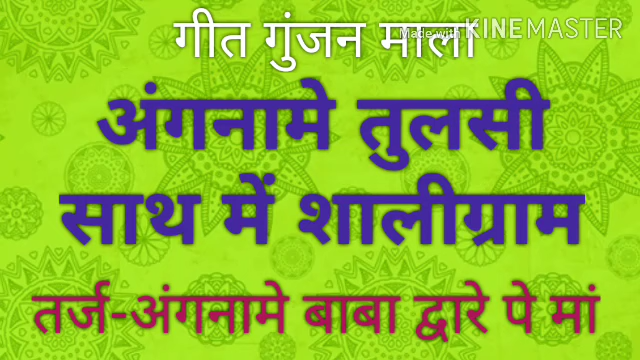 गीत गुंजन माला
Made with KINEMASTER
अंगनामे तुलसी
साथ में शालीग्राम
तर्ज-अंगनामे बाबा द्वारे पे मां